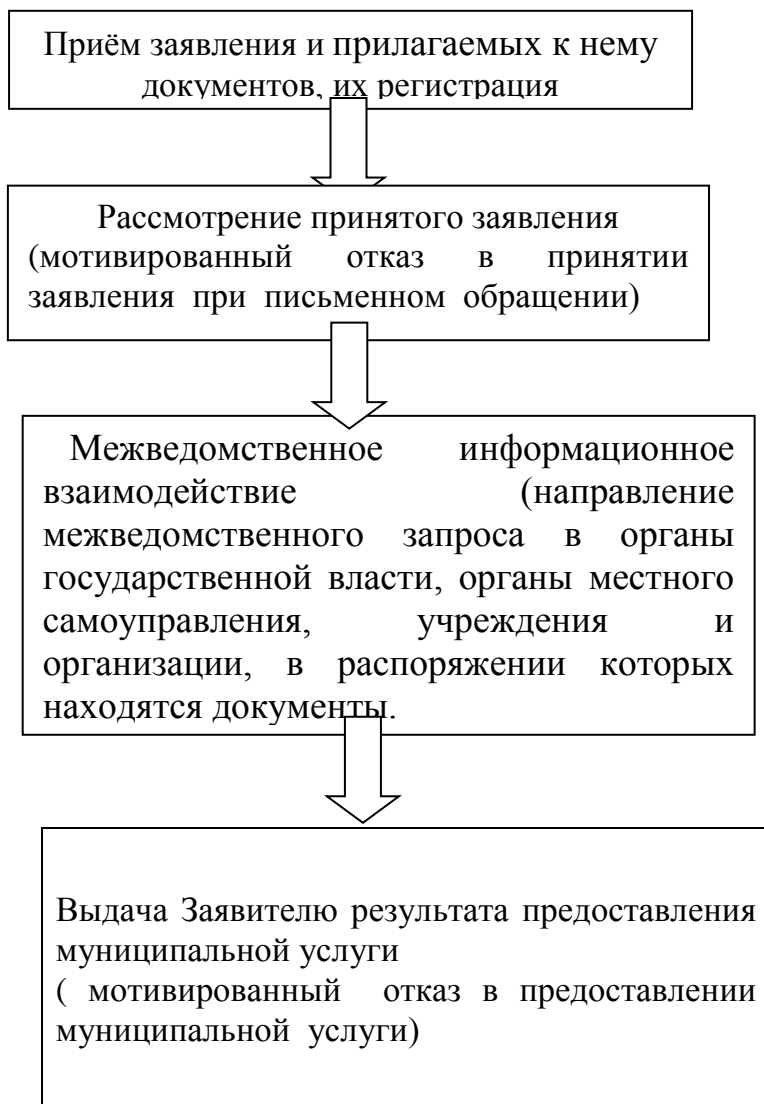 Приём заявления и прилагаемых к нему
документов, их регистрация
Рассмотрение принятого заявления
(мотивированный отказ в принятии
заявления при письменном обращении)
Межведомственное информационное
взаимодействие (направление
межведомственного запроса в органы
государственной власти, органы местного
самоуправления, учреждения и
организации, в распоряжении которых
находятся документы.
Выдача Заявителю результата предоставления
муниципальной услуги
( мотивированный отказ в предоставлении
муниципальной услуги)